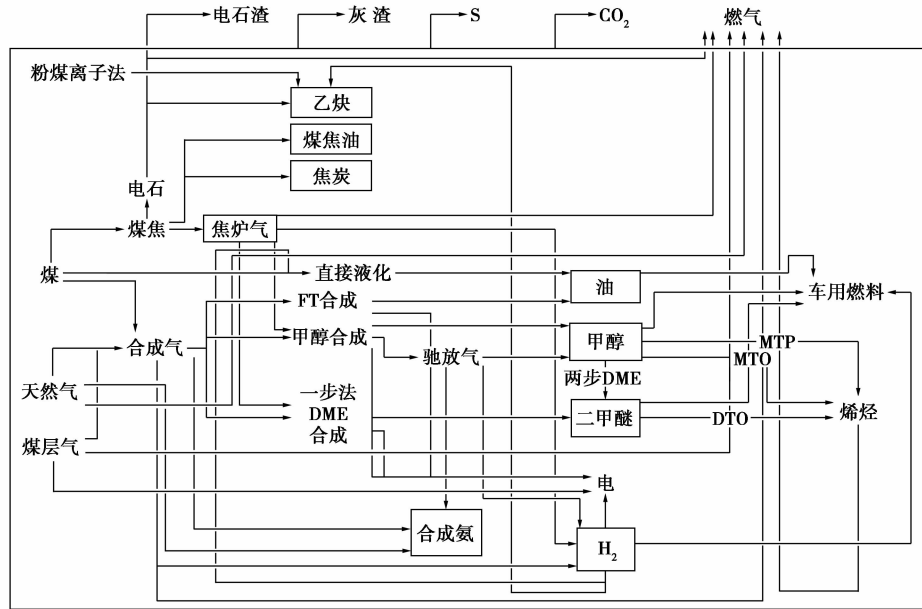 电石渣
灰渣
S
CO₂
燃气
粉煤离子法
乙炔
煤焦油
焦炭
电石
煤焦
焦炉气
煤
直接液化
油
车用燃料
FT合成
甲醇合成
甲醇
MTP
合成气
驰放气
MTO
两步DME
天然气
一步法
DME
合成
二甲醚
DTO
烯烃
煤层气
电
合成氨
H₂